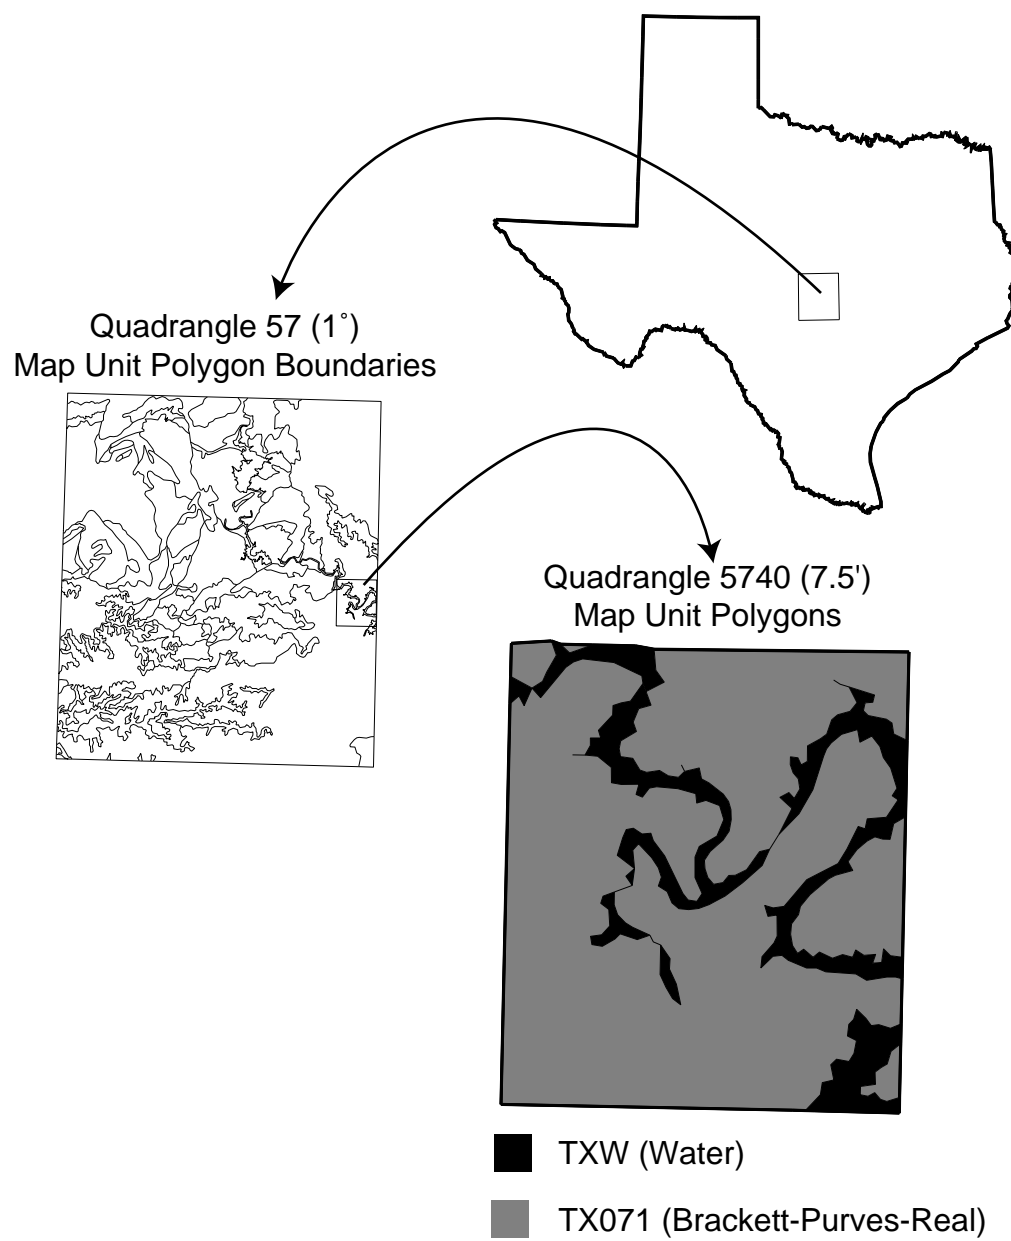 Quadrangle 57 (1˚)
Map Unit Polygon Boundaries
Quadrangle 5740 (7.5')
Map Unit Polygons
TXW (Water)
TX071 (Brackett-Purves-Real)